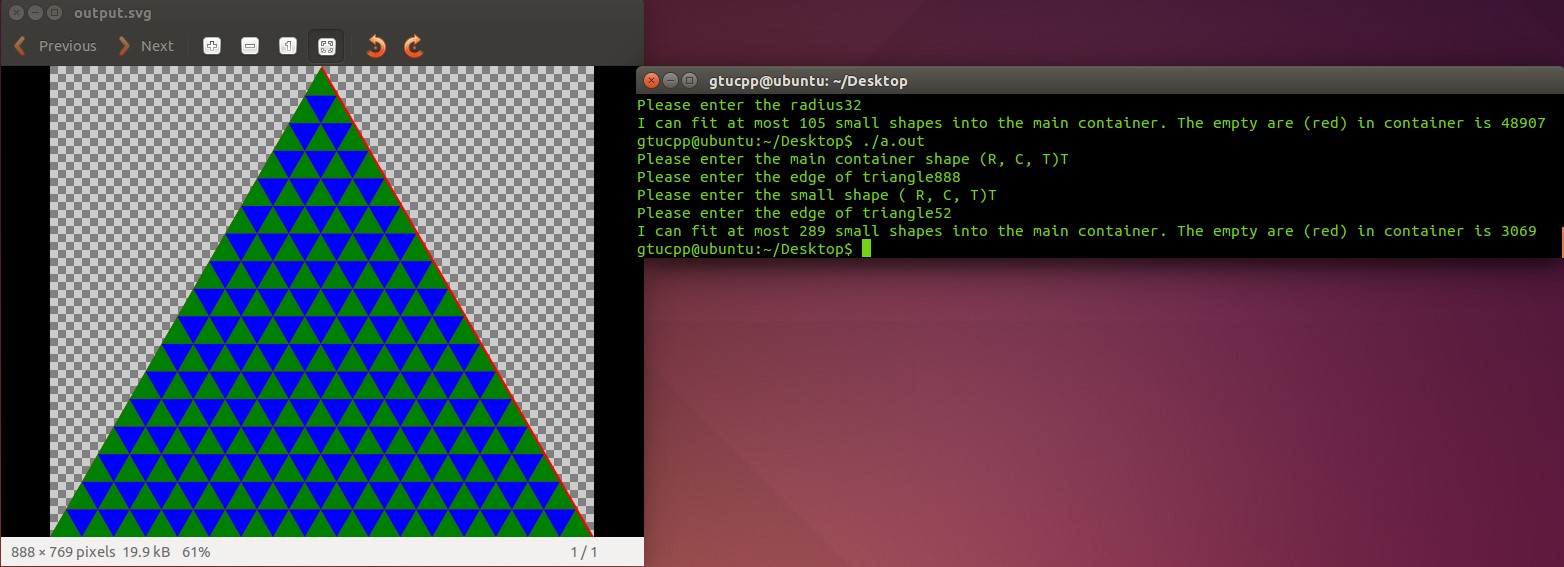 output.svg
Previous Next
888 × 769 pixels 19.9 kB 61% 1 / 1
gtucpp@ubuntu: ~/Desktop
Please enter the radius32
I can fit at most 105 small shapes into the main container. The empty are (red) in container is 48907
gtucpp@ubuntu:~/Desktop$ ./a.out
Please enter the main container shape (R, C, T)T
Please enter the edge of triangle888
Please enter the small shape ( R, C, T)T
Please enter the edge of triangle52
I can fit at most 289 small shapes into the main container. The empty are (red) in container is 3069
gtucpp@ubuntu:~/Desktop$